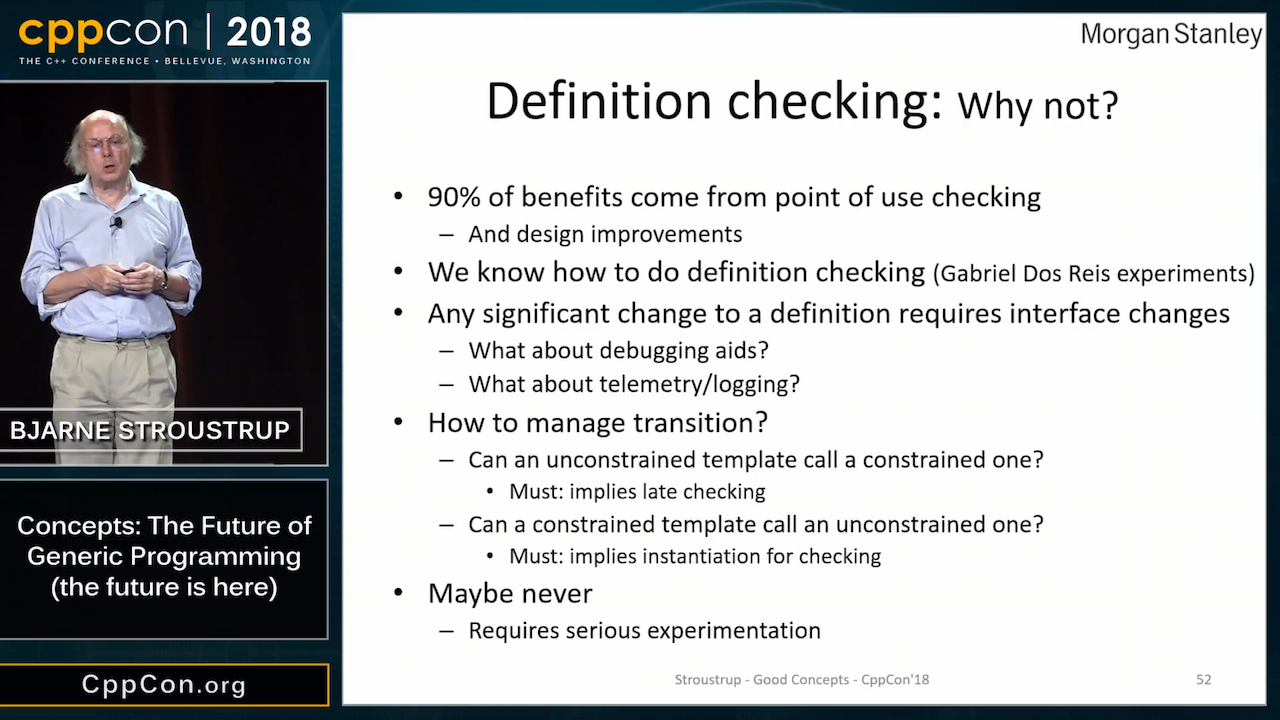 cppcon | 2018
THE C++ CONFERENCE • BELLEVUE, WASHINGTON
BJARNE STROUSTRUP
Concepts: The Future of
Generic Programming
(the future is here)
CppCon.org
Morgan Stanley
Definition checking: Why not?
• 90% of benefits come from point of use checking
– And design improvements
• We know how to do definition checking (Gabriel Dos Reis experiments)
• Any significant change to a definition requires interface changes
– What about debugging aids?
– What about telemetry/logging?
• How to manage transition?
– Can an unconstrained template call a constrained one?
• Must: implies late checking
– Can a constrained template call an unconstrained one?
• Must: implies instantiation for checking
• Maybe never
– Requires serious experimentation
Stroustrup - Good Concepts - CppCon'18
52